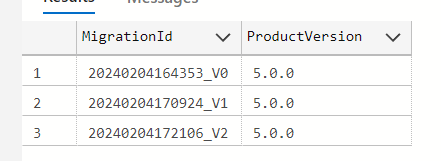 Results Messages
MigrationId ProductVersion
1 20240204164353_V0 5.0.0
2 20240204170924_V1 5.0.0
3 20240204172106_V2 5.0.0